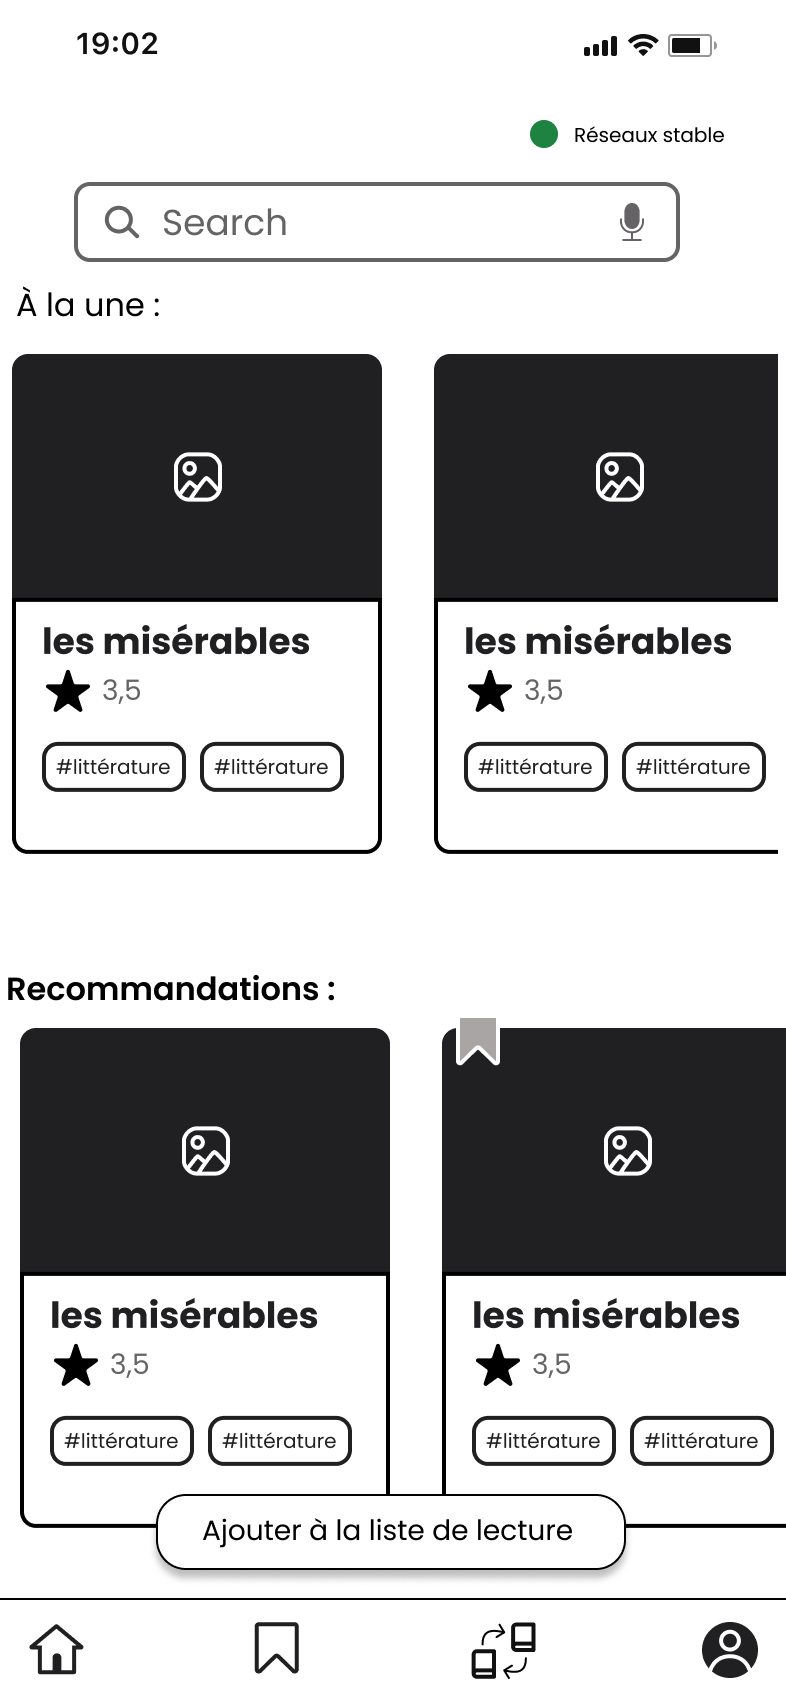 19:02
Réseaux stable
Search
À la une :
les misérables
3,5
#littérature #littérature
les misérables
3,5
#littérature #littérature
Recommandations :
les misérables
3,5
#littérature #littérature
les misérables
3,5
#littérature #littérature
Ajouter à la liste de lecture